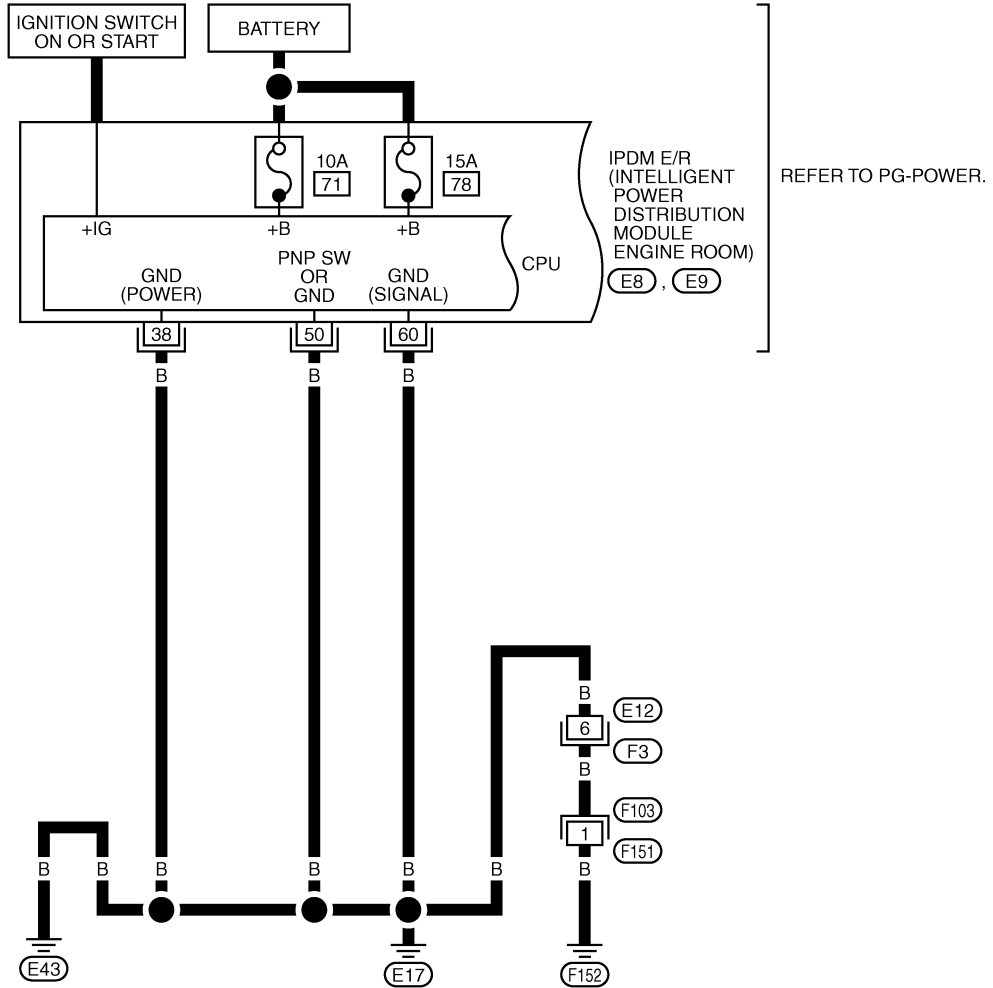 IGNITION SWITCH
ON OR START
BATTERY
10A
71
15A
78
IPDM E/R
(INTELLIGENT
POWER
DISTRIBUTION
MODULE
ENGINE ROOM)
E8 , E9
REFER TO PG-POWER.
+IG
+B
+B
CPU
GND
(POWER)
PNP SW
OR
GND
GND
(SIGNAL)
38
50
60
B
B
B
B
E12
6
F3
B
F103
1
F151
B
B
B
B
B
B
B
E43
E17
F152